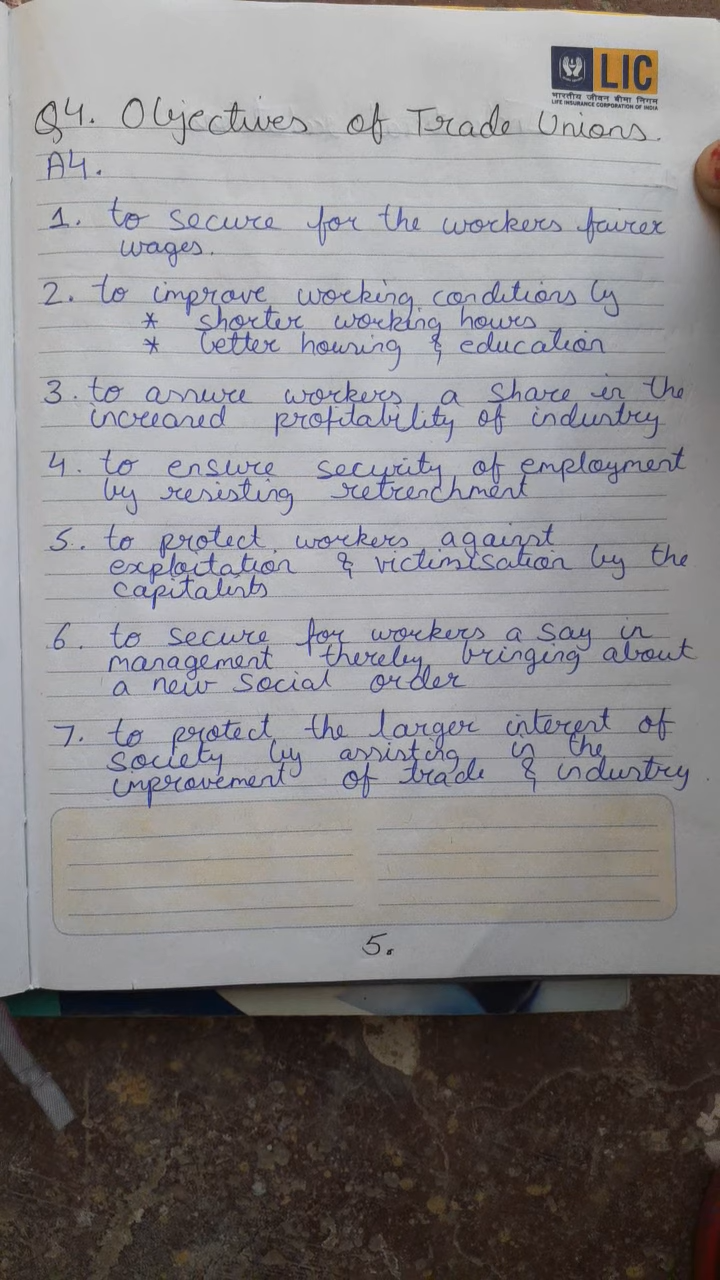 LIC
भारतीय जीवन बीमा निगम
LIFE INSURANCE CORPORATION OF INDIA
Q4. Objectives of Trade Unions.
A4.
1. to secure for the workers fairer
wages.
2. to improve working conditions by
* shorter working hours
* better housing & education
3. to assure workers a share in the
increased profitability of industry
4. to ensure security of employment
by resisting retrenchment
5. to protect workers against
exploitation & victimisation by the
capitalists
6. to secure for workers a say in
management thereby bringing about
a new social order
7. to protect the larger interest of
society by assisting in the
improvement of trade & industry
5.